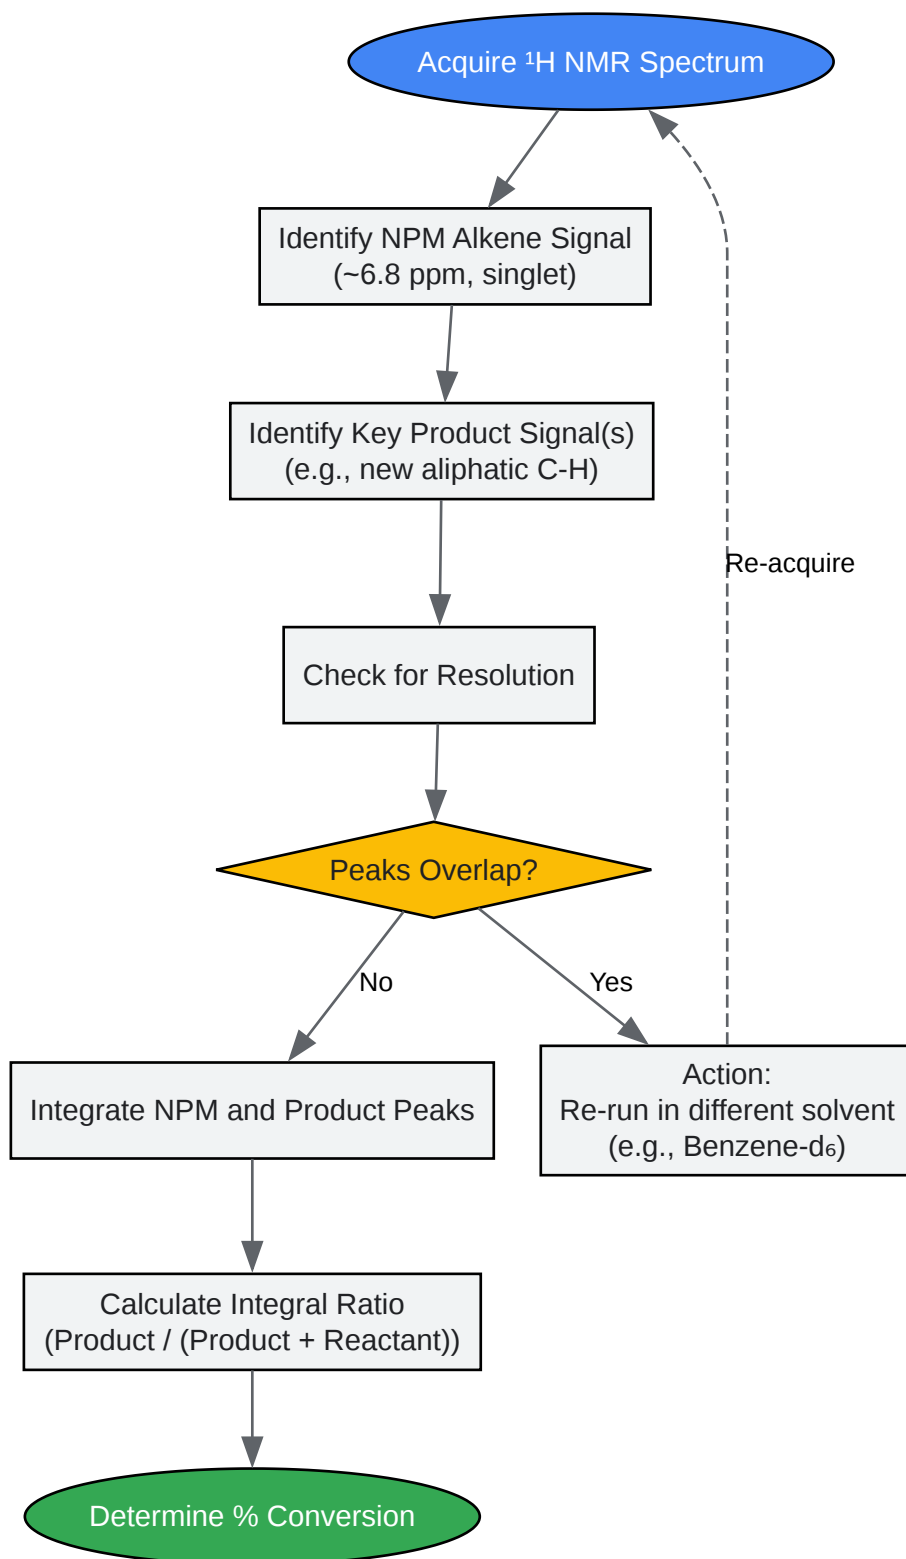 Acquire ¹H NMR Spectrum
Identify NPM Alkene Signal
(~6.8 ppm, singlet)
Identify Key Product Signal(s)
(e.g., new aliphatic C-H)
Re-acquire
Check for Resolution
Peaks Overlap?
No
Yes
Integrate NPM and Product Peaks
Action:
Re-run in different solvent
(e.g., Benzene-d₆)
Calculate Integral Ratio
(Product / (Product + Reactant))
Determine % Conversion